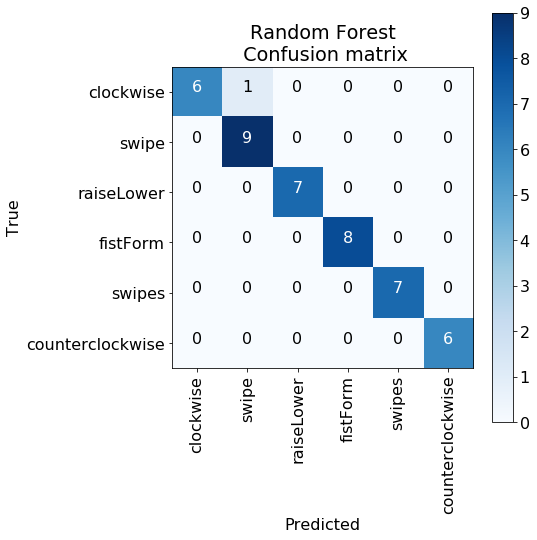 Random Forest
Confusion matrix
True
clockwise 6 1 0 0 0 0
swipe 0 9 0 0 0 0
raiseLower 0 0 7 0 0 0
fistForm 0 0 0 8 0 0
swipes 0 0 0 0 7 0
counterclockwise 0 0 0 0 0 6
clockwise swipe raiseLower fistForm swipes counterclockwise
Predicted
9
8
7
6
5
4
3
2
1
0